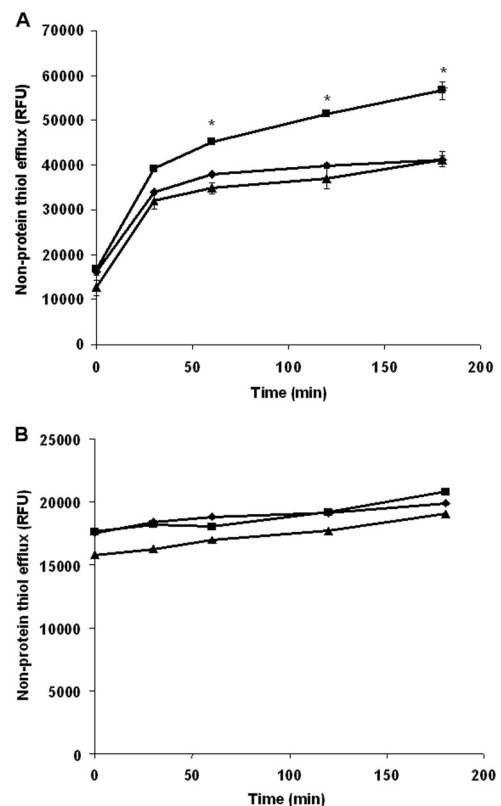 A
70000
60000
50000
40000
30000
20000
10000
0
Non-protein thiol efflux (RFU)
* * *
0 50 100 150 200
Time (min)
B
25000
20000
15000
10000
5000
0
Non-protein thiol efflux (RFU)
0 50 100 150 200
Time (min)